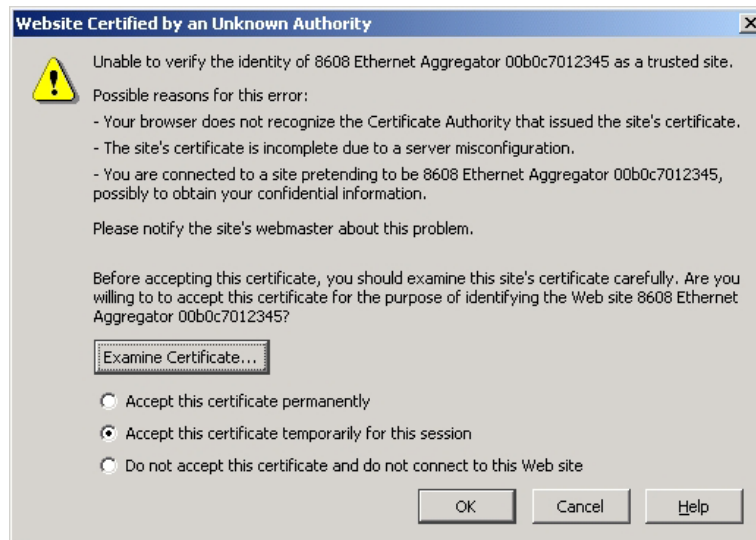 Website Certified by an Unknown Authority
Unable to verify the identity of 8608 Ethernet Aggregator 00b0c7012345 as a trusted site.
Possible reasons for this error:
- Your browser does not recognize the Certificate Authority that issued the site's certificate.
- The site's certificate is incomplete due to a server misconfiguration.
- You are connected to a site pretending to be 8608 Ethernet Aggregator 00b0c7012345,
possibly to obtain your confidential information.
Please notify the site's webmaster about this problem.
Before accepting this certificate, you should examine this site's certificate carefully. Are you
willing to to accept this certificate for the purpose of identifying the Web site 8608 Ethernet
Aggregator 00b0c7012345?
Examine Certificate...
Accept this certificate permanently
Accept this certificate temporarily for this session
Do not accept this certificate and do not connect to this Web site
OK Cancel Help